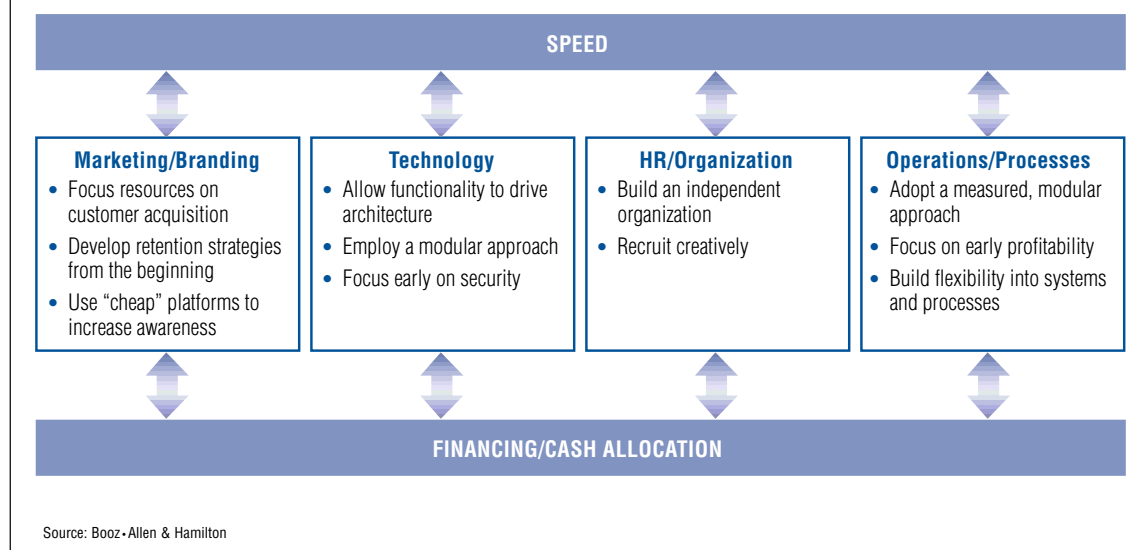 SPEED
Marketing/Branding
• Focus resources on
customer acquisition
• Develop retention strategies
from the beginning
• Use “cheap” platforms to
increase awareness
Technology
• Allow functionality to drive
architecture
• Employ a modular approach
• Focus early on security
HR/Organization
• Build an independent
organization
• Recruit creatively
Operations/Processes
• Adopt a measured, modular
approach
• Focus on early profitability
• Build flexibility into systems
and processes
FINANCING/CASH ALLOCATION
Source: Booz•Allen & Hamilton